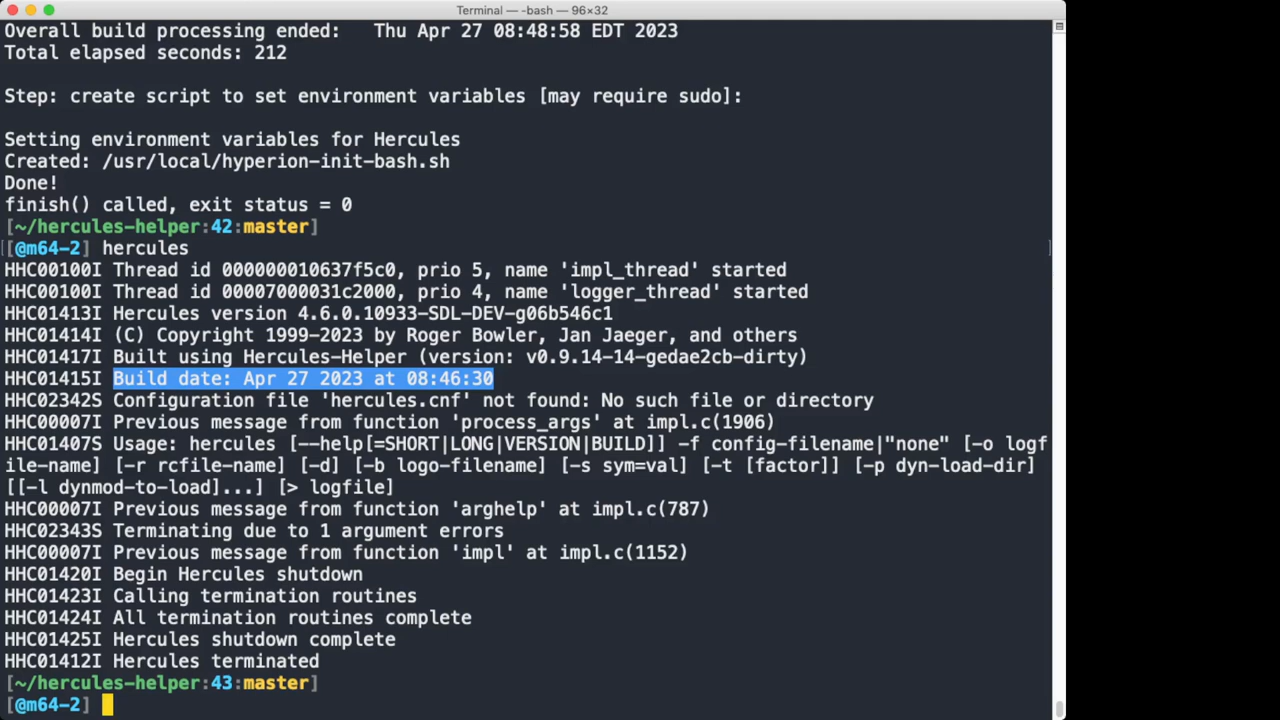 Terminal — -bash — 96×32
Overall build processing ended:   Thu Apr 27 08:48:58 EDT 2023
Total elapsed seconds: 212
Step: create script to set environment variables [may require sudo]:
Setting environment variables for Hercules
Created: /usr/local/hyperion-init-bash.sh
Done!
finish() called, exit status = 0
[~/hercules-helper:42:master]
[[@m64-2] hercules
HHC00100I Thread id 000000010637f5c0, prio 5, name 'impl_thread' started
HHC00100I Thread id 00007000031c2000, prio 4, name 'logger_thread' started
HHC01413I Hercules version 4.6.0.10933-SDL-DEV-g06b546c1
HHC01414I (C) Copyright 1999-2023 by Roger Bowler, Jan Jaeger, and others
HHC01417I Built using Hercules-Helper (version: v0.9.14-14-gedae2cb-dirty)
HHC01415I Build date: Apr 27 2023 at 08:46:30
HHC02342S Configuration file 'hercules.cnf' not found: No such file or directory
HHC00007I Previous message from function 'process_args' at impl.c(1906)
HHC01407S Usage: hercules [--help[=SHORT|LONG|VERSION|BUILD]] -f config-filename|"none" [-o logf
ile-name] [-r rcfile-name] [-d] [-b logo-filename] [-s sym=val] [-t [factor]] [-p dyn-load-dir]
[[-l dynmod-to-load]...] [> logfile]
HHC00007I Previous message from function 'arghelp' at impl.c(787)
HHC02343S Terminating due to 1 argument errors
HHC00007I Previous message from function 'impl' at impl.c(1152)
HHC01420I Begin Hercules shutdown
HHC01423I Calling termination routines
HHC01424I All termination routines complete
HHC01425I Hercules shutdown complete
HHC01412I Hercules terminated
[~/hercules-helper:43:master]
[@m64-2]